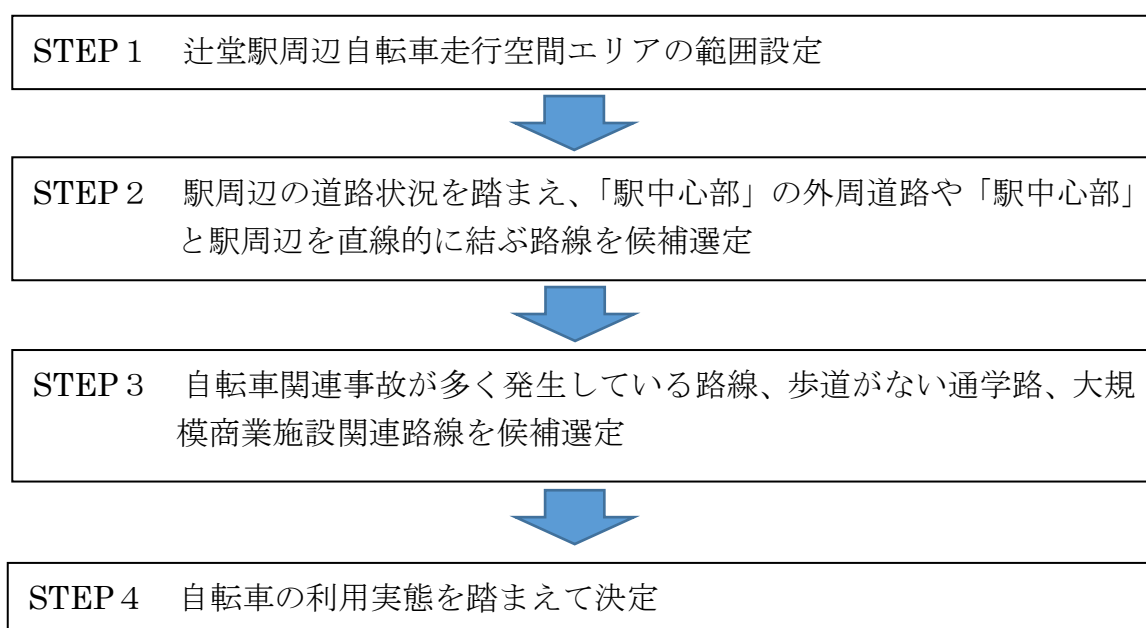 STEP１　辻堂駅周辺自転車走行空間エリアの範囲設定
STEP２　駅周辺の道路状況を踏まえ、「駅中心部」の外周道路や「駅中心部」
と駅周辺を直線的に結ぶ路線を候補選定
STEP３　自転車関連事故が多く発生している路線、歩道がない通学路、大規
模商業施設関連路線を候補選定
STEP４　自転車の利用実態を踏まえて決定